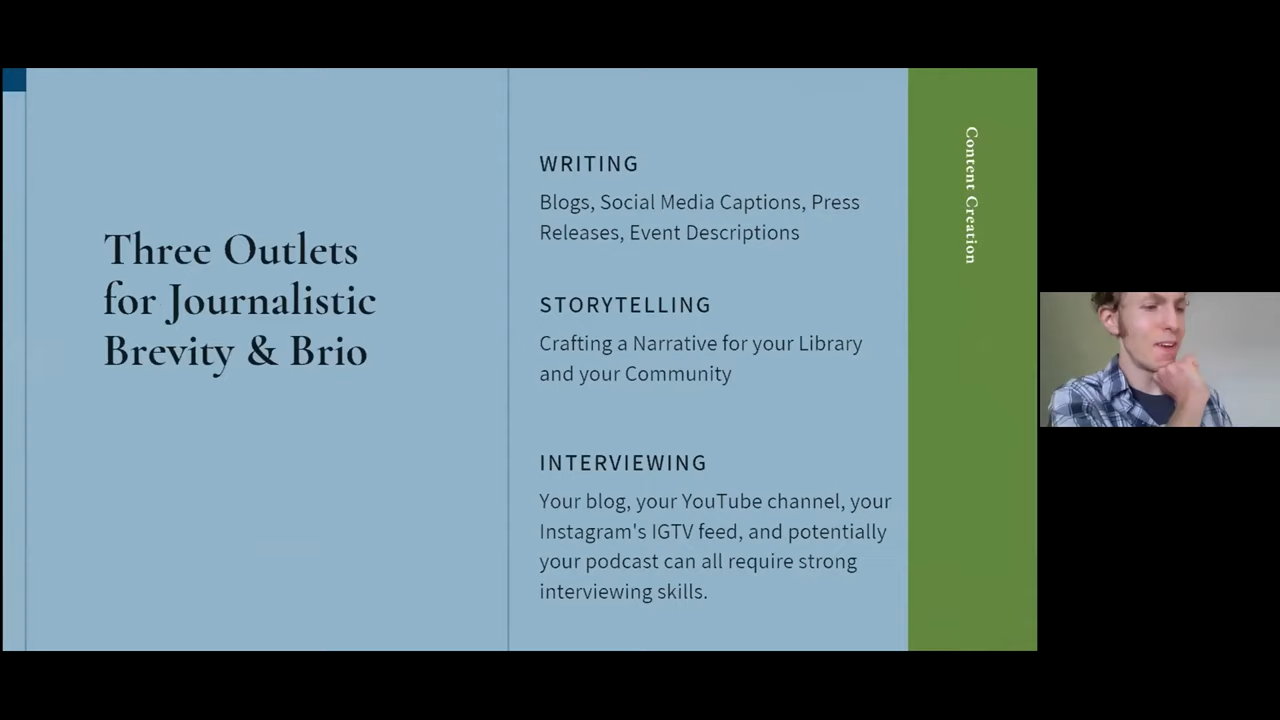 Three Outlets
for Journalistic
Brevity & Brio
WRITING
Blogs, Social Media Captions, Press
Releases, Event Descriptions
STORYTELLING
Crafting a Narrative for your Library
and your Community
INTERVIEWING
Your blog, your YouTube channel, your
Instagram's IGTV feed, and potentially
your podcast can all require strong
interviewing skills.
Content Creation